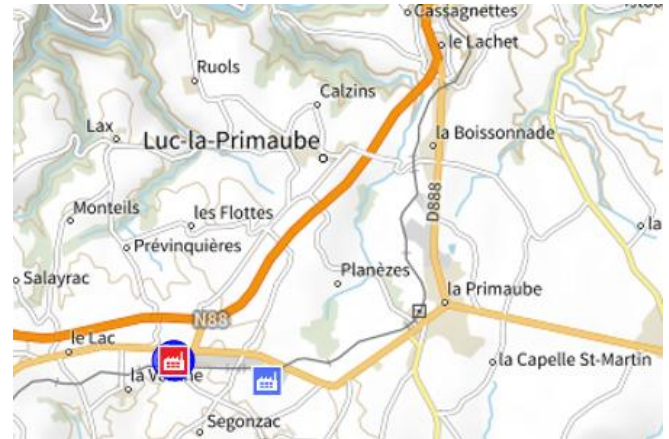 Cassagnettes
le Lachet
Ruols
Calzins
Lax
la Boissonnade
Luc-la-Primaube
D888
Monteils
les Flottes
la
Prévinquières
Salayrac
Planèzes
la Primaube
N88
le Lac
la Capelle St-Martin
Segonzac